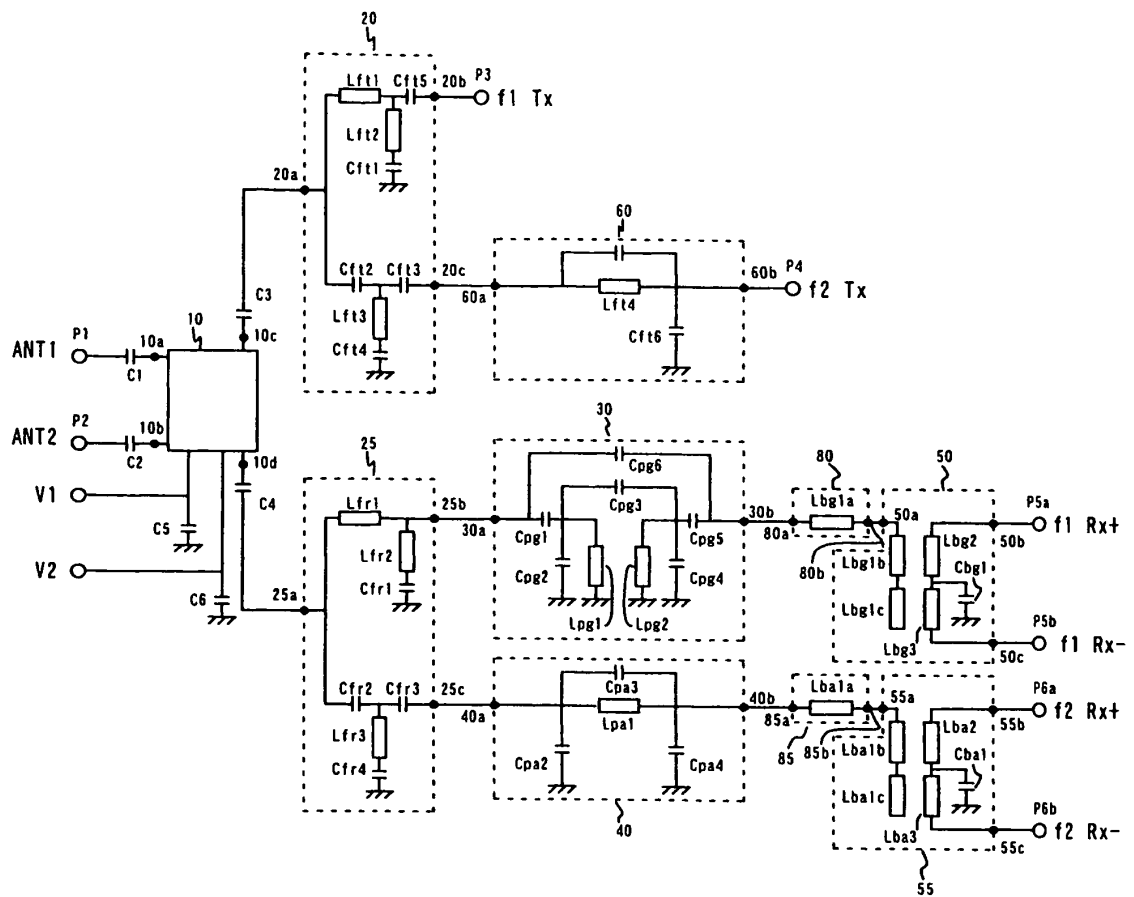 20
Lft1
Cft5
20b
P3
f1 Tx
Lft2
Cft1
20a
60
Cft2
Cft3
20c
60a
60b
P4
f2 Tx
Lft4
Lft3
Cft4
Cft6
C3
10
10c
ANT1
P1
10a
C1
ANT2
P2
10b
C2
10d
C4
V1
C5
V2
C6
25
Lfr1
25b
Lfr2
Cfr1
25a
Cfr2
Cfr3
25c
Lfr3
Cfr4
30
30a
Cpg6
Cpg3
Cpg1
Cpg5
Cpg2
Cpg4
Lpg1
Lpg2
30b
80
Lbg1a
80a
80b
50
50a
Lbg1b
Lbg1c
Lbg2
Cbg1
Lbg3
50b
P5a
f1 Rx+
P5b
f1 Rx-
50c
40a
Cpa3
Lpa1
Cpa2
Cpa4
40b
40
Lba1a
85a
85
85b
55a
Lba1b
Lba1c
Lba2
Cba1
Lba3
55b
P6a
f2 Rx+
P6b
f2 Rx-
55c
55